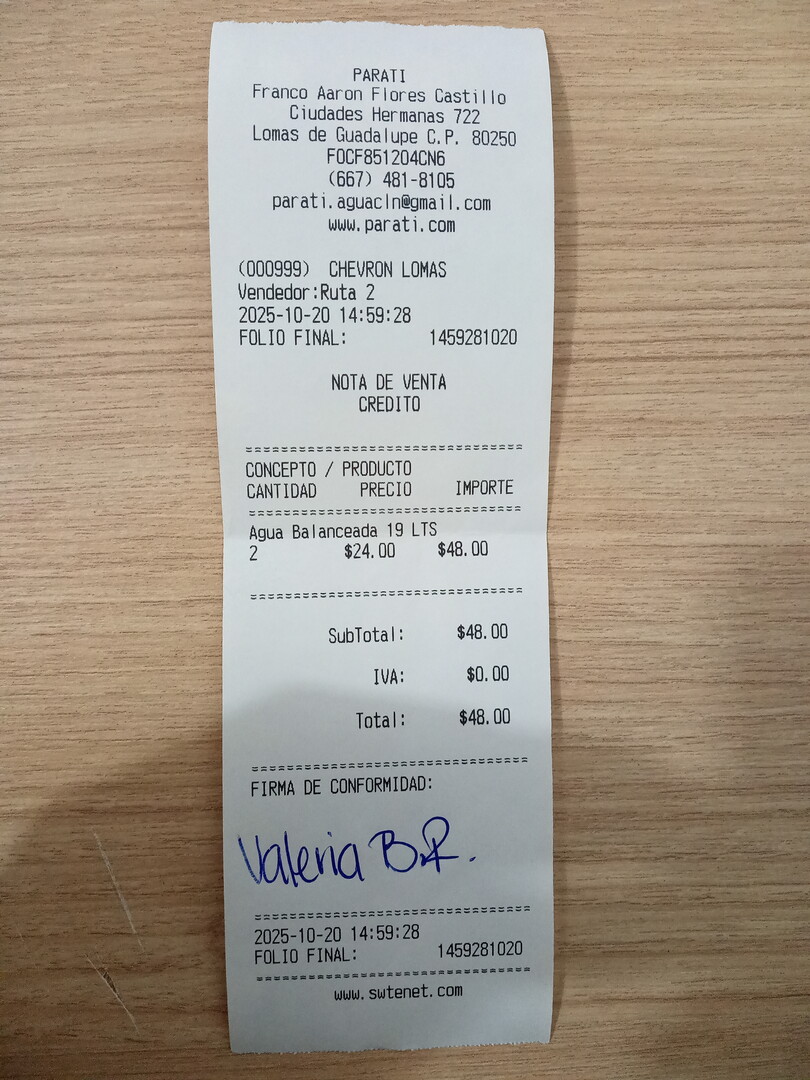 PARATI
Franco Aaron Flores Castillo
Ciudades Hermanas 722
Lomas de Guadalupe C.P. 80250
FOCF851204CN6
(667) 481-8105
parati.aguacln@gmail.com
www.parati.com
(000999) CHEVRON LOMAS
Vendedor:Ruta 2
2025-10-20 14:59:28
FOLIO FINAL: 1459281020
NOTA DE VENTA
CREDITO
CONCEPTO / PRODUCTO
CANTIDAD PRECIO IMPORTE
Agua Balanceada 19 LTS
2 $24.00 $48.00
SubTotal: $48.00
IVA: $0.00
Total: $48.00
FIRMA DE CONFORMIDAD:
Valeria B.R.
2025-10-20 14:59:28
FOLIO FINAL: 1459281020
www.swtenet.com